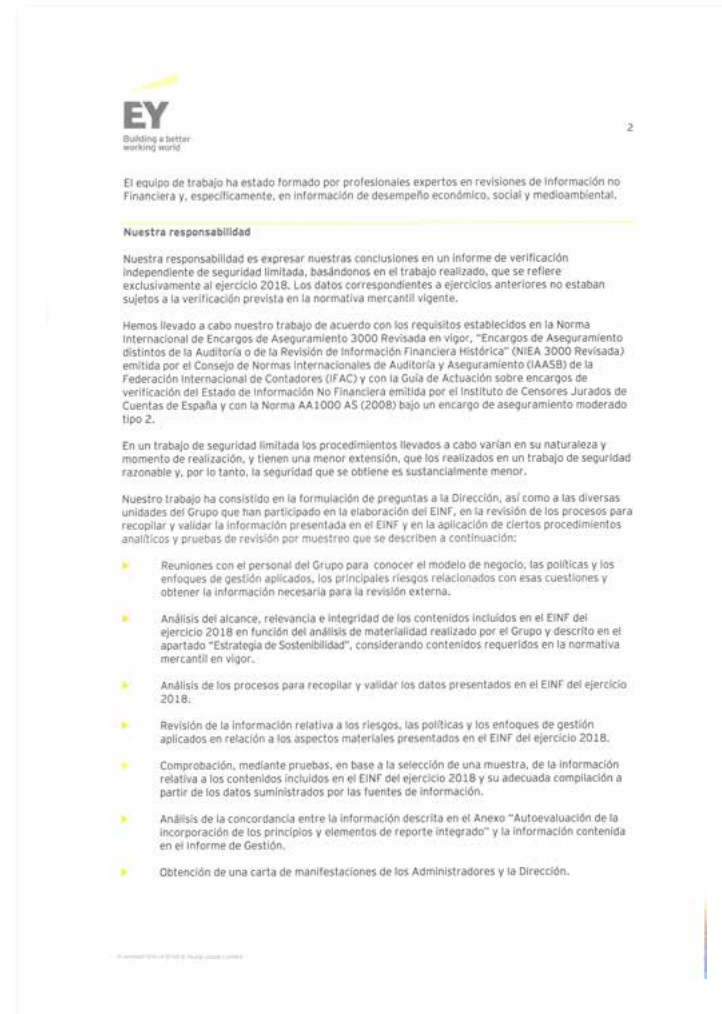 EY
Building a better
working world
2
El equipo de trabajo ha estado formado por profesionales expertos en revisiones de Información no
Financiera y, específicamente, en información de desempeño económico, social y medioambiental.
Nuestra responsabilidad
Nuestra responsabilidad es expresar nuestras conclusiones en un informe de verificación
independiente de seguridad limitada, basándonos en el trabajo realizado, que se refiere
exclusivamente al ejercicio 2018. Los datos correspondientes a ejercicios anteriores no estaban
sujetos a la verificación prevista en la normativa mercantil vigente.
Hemos llevado a cabo nuestro trabajo de acuerdo con los requisitos establecidos en la Norma
Internacional de Encargos de Aseguramiento 3000 Revisada en vigor, "Encargos de Aseguramiento
distintos de la Auditoría o de la Revisión de Información Financiera Histórica" (NIEA 3000 Revisada)
emitida por el Consejo de Normas Internacionales de Auditoría y Aseguramiento (IAASB) de la
Federación Internacional de Contadores (IFAC) y con la Guía de Actuación sobre encargos de
verificación del Estado de Información No Financiera emitida por el Instituto de Censores Jurados de
Cuentas de España y con la Norma AA1000 AS (2008) bajo un encargo de aseguramiento moderado
tipo 2.
En un trabajo de seguridad limitada los procedimientos llevados a cabo varían en su naturaleza y
momento de realización, y tienen una menor extensión, que los realizados en un trabajo de seguridad
razonable y, por lo tanto, la seguridad que se obtiene es sustancialmente menor.
Nuestro trabajo ha consistido en la formulación de preguntas a la Dirección, así como a las diversas
unidades del Grupo que han participado en la elaboración del EINF, en la revisión de los procesos para
recopilar y validar la información presentada en el EINF y en la aplicación de ciertos procedimientos
analíticos y pruebas de revisión por muestreo que se describen a continuación:
Reuniones con el personal del Grupo para conocer el modelo de negocio, las políticas y los
enfoques de gestión aplicados, los principales riesgos relacionados con esas cuestiones y
obtener la información necesaria para la revisión externa.
Análisis del alcance, relevancia e integridad de los contenidos incluidos en el EINF del
ejercicio 2018 en función del análisis de materialidad realizado por el Grupo y descrito en el
apartado "Estrategia de Sostenibilidad", considerando contenidos requeridos en la normativa
mercantil en vigor.
Análisis de los procesos para recopilar y validar los datos presentados en el EINF del ejercicio
2018.
Revisión de la información relativa a los riesgos, las políticas y los enfoques de gestión
aplicados en relación a los aspectos materiales presentados en el EINF del ejercicio 2018.
Comprobación, mediante pruebas, en base a la selección de una muestra, de la información
relativa a los contenidos incluidos en el EINF del ejercicio 2018 y su adecuada compilación a
partir de los datos suministrados por las fuentes de información.
Análisis de la concordancia entre la información descrita en el Anexo "Autoevaluación de la
incorporación de los principios y elementos de reporte integrado" y la información contenida
en el Informe de Gestión.
Obtención de una carta de manifestaciones de los Administradores y la Dirección.